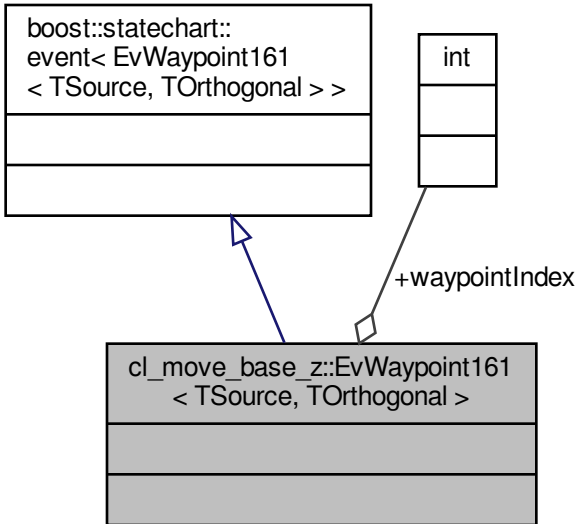 boost::statechart::
event< EvWaypoint161
< TSource, TOrthogonal > >
int
+waypointIndex
cl_move_base_z::EvWaypoint161
< TSource, TOrthogonal >